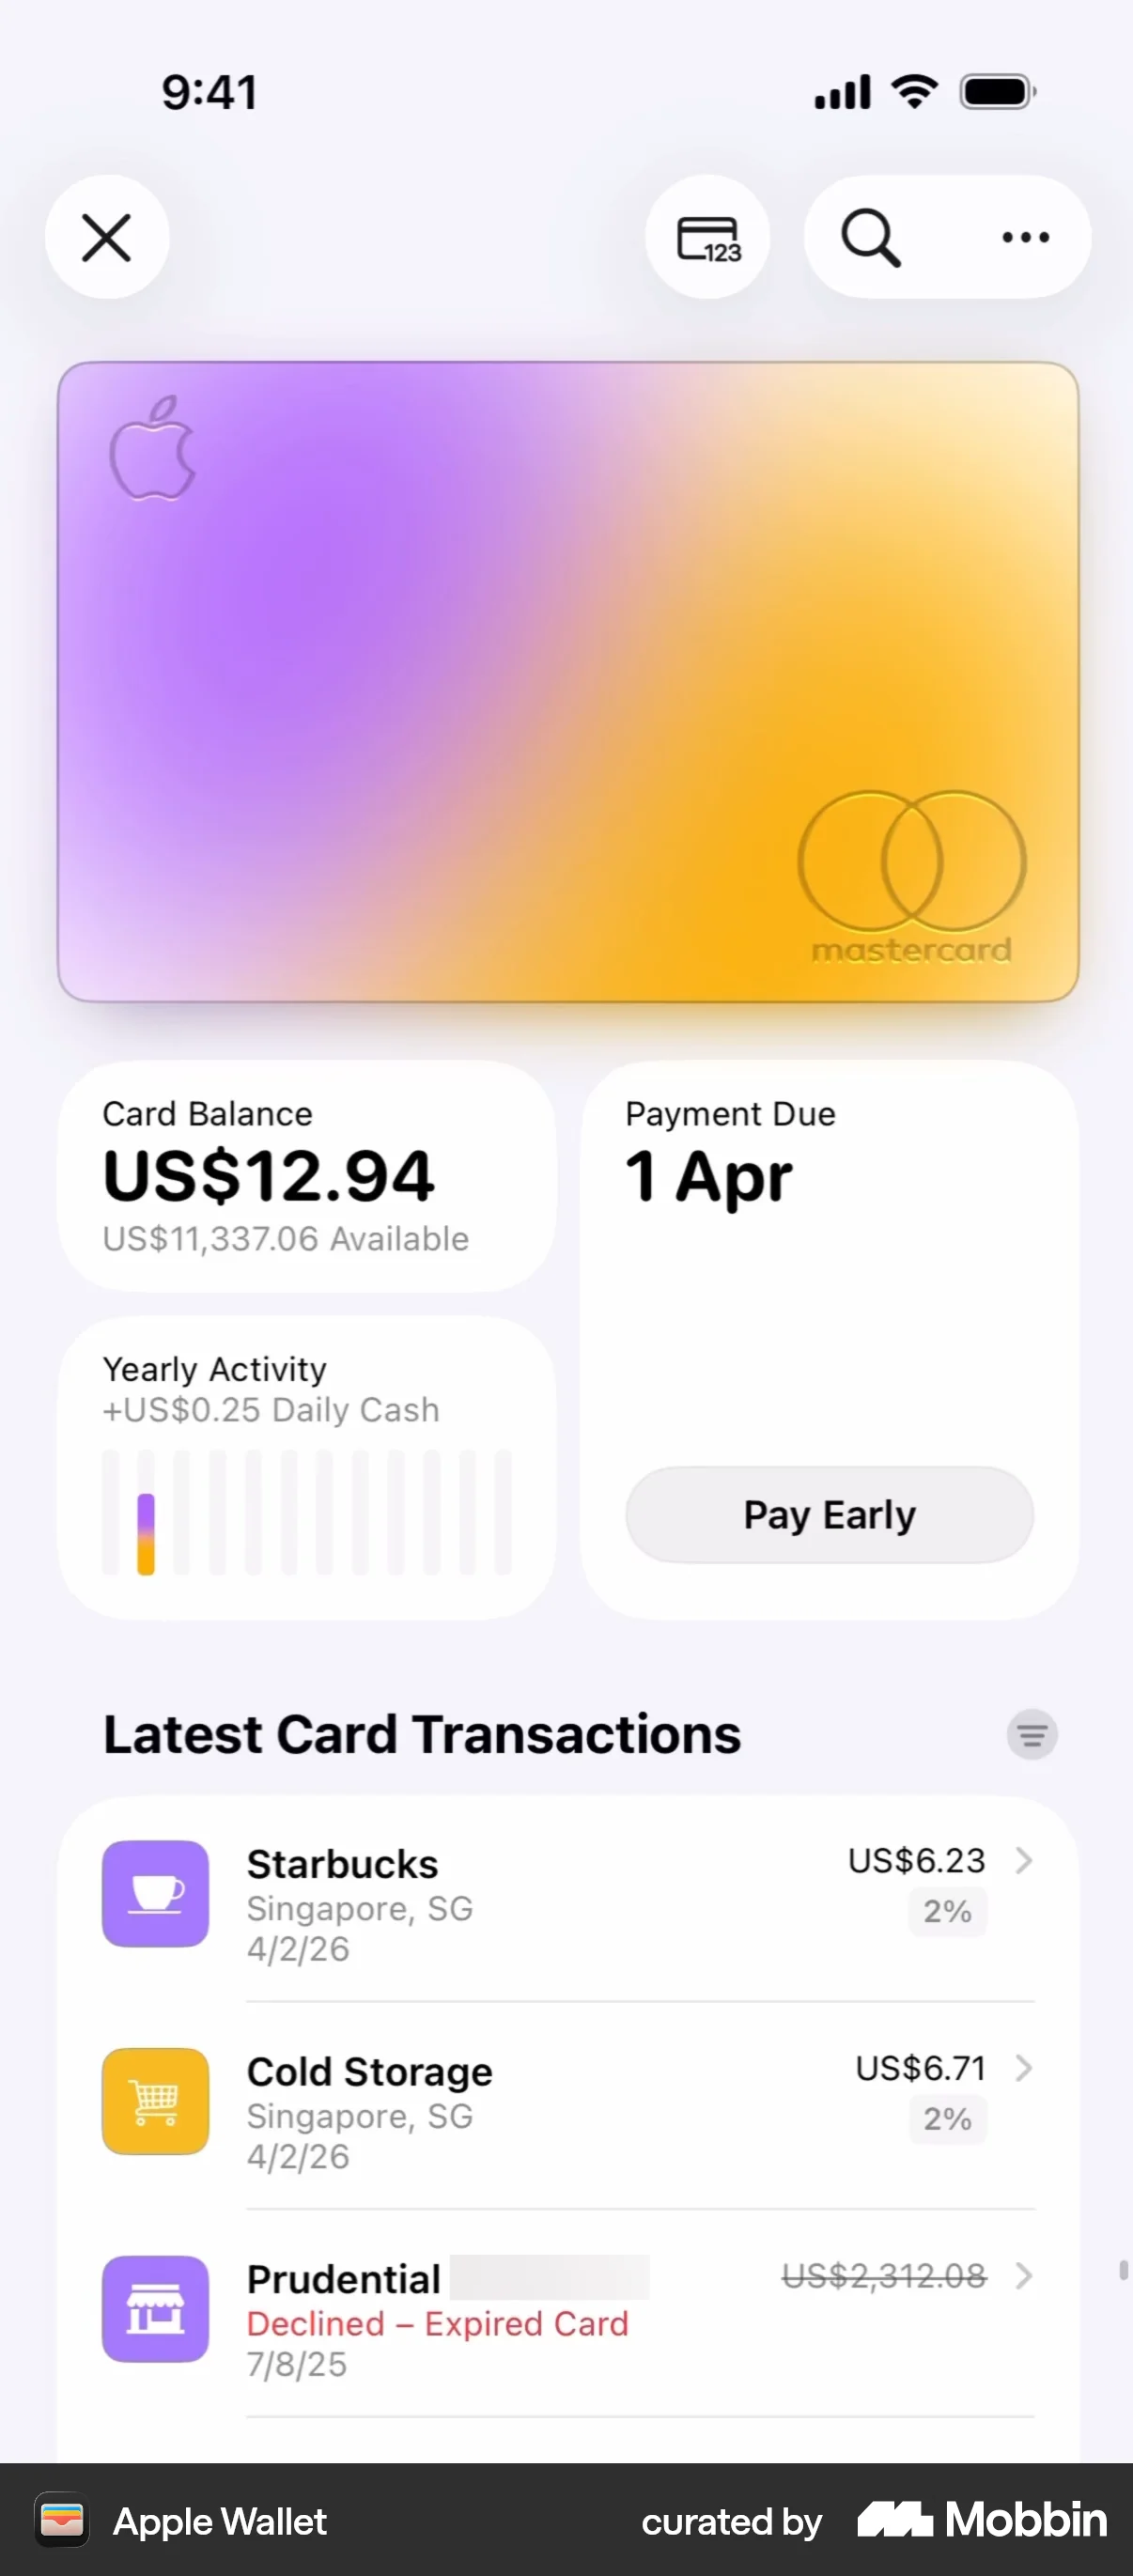 9:41
123
mastercard
Card Balance
US$12.94
US$11,337.06 Available
Payment Due
1 Apr
Yearly Activity
+US$0.25 Daily Cash
Pay Early
Latest Card Transactions
Starbucks
US$6.23
Singapore, SG
2%
4/2/26
Cold Storage
US$6.71
Singapore, SG
2%
4/2/26
Prudential
US$2,312.08
Declined – Expired Card
7/8/25
Apple Wallet
curated by Mobbin